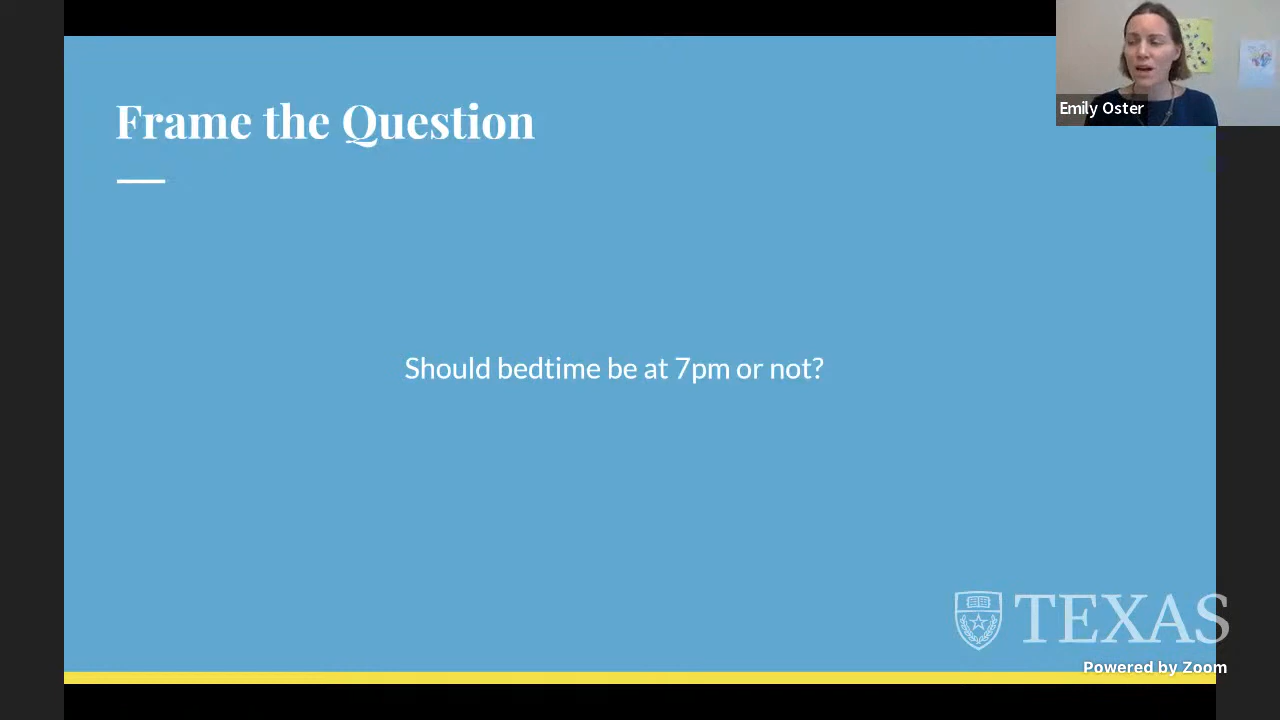 Frame the Question
Emily Oster
Should bedtime be at 7pm or not?
TEXAS
Powered by Zoom